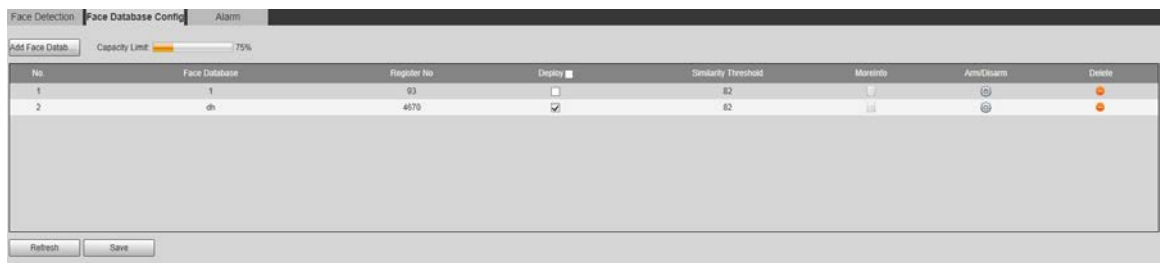 Face Detection Face Database Config Alarm
Add Face Datab... Capacity Limit: 75%
No. Face Database Register No Deploy Similarity Threshold MoreInfo Arm/Disarm Delete
1 1 93 82
2 dh 4670 82
Refresh Save